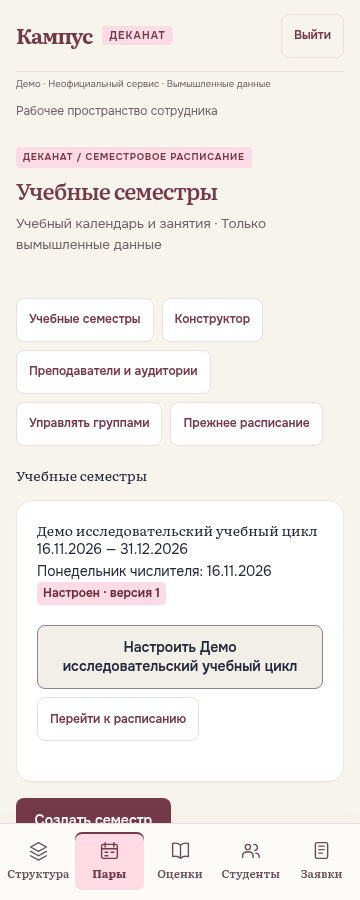 Кампус ДЕКАНАТ Выйти
Демо · Неофициальный сервис · Вымышленные данные
Рабочее пространство сотрудника
ДЕКАНАТ / СЕМЕСТРОВОЕ РАСПИСАНИЕ
Учебные семестры
Учебный календарь и занятия · Только
вымышленные данные
Учебные семестры Конструктор
Преподаватели и аудитории
Управлять группами Прежнее расписание
Учебные семестры
Демо исследовательский учебный цикл
16.11.2026 — 31.12.2026
Понедельник числителя: 16.11.2026
Настроен · версия 1
Настроить Демо
исследовательский учебный цикл
Перейти к расписанию
Создать семестр
Структура Пары Оценки Студенты Заявки